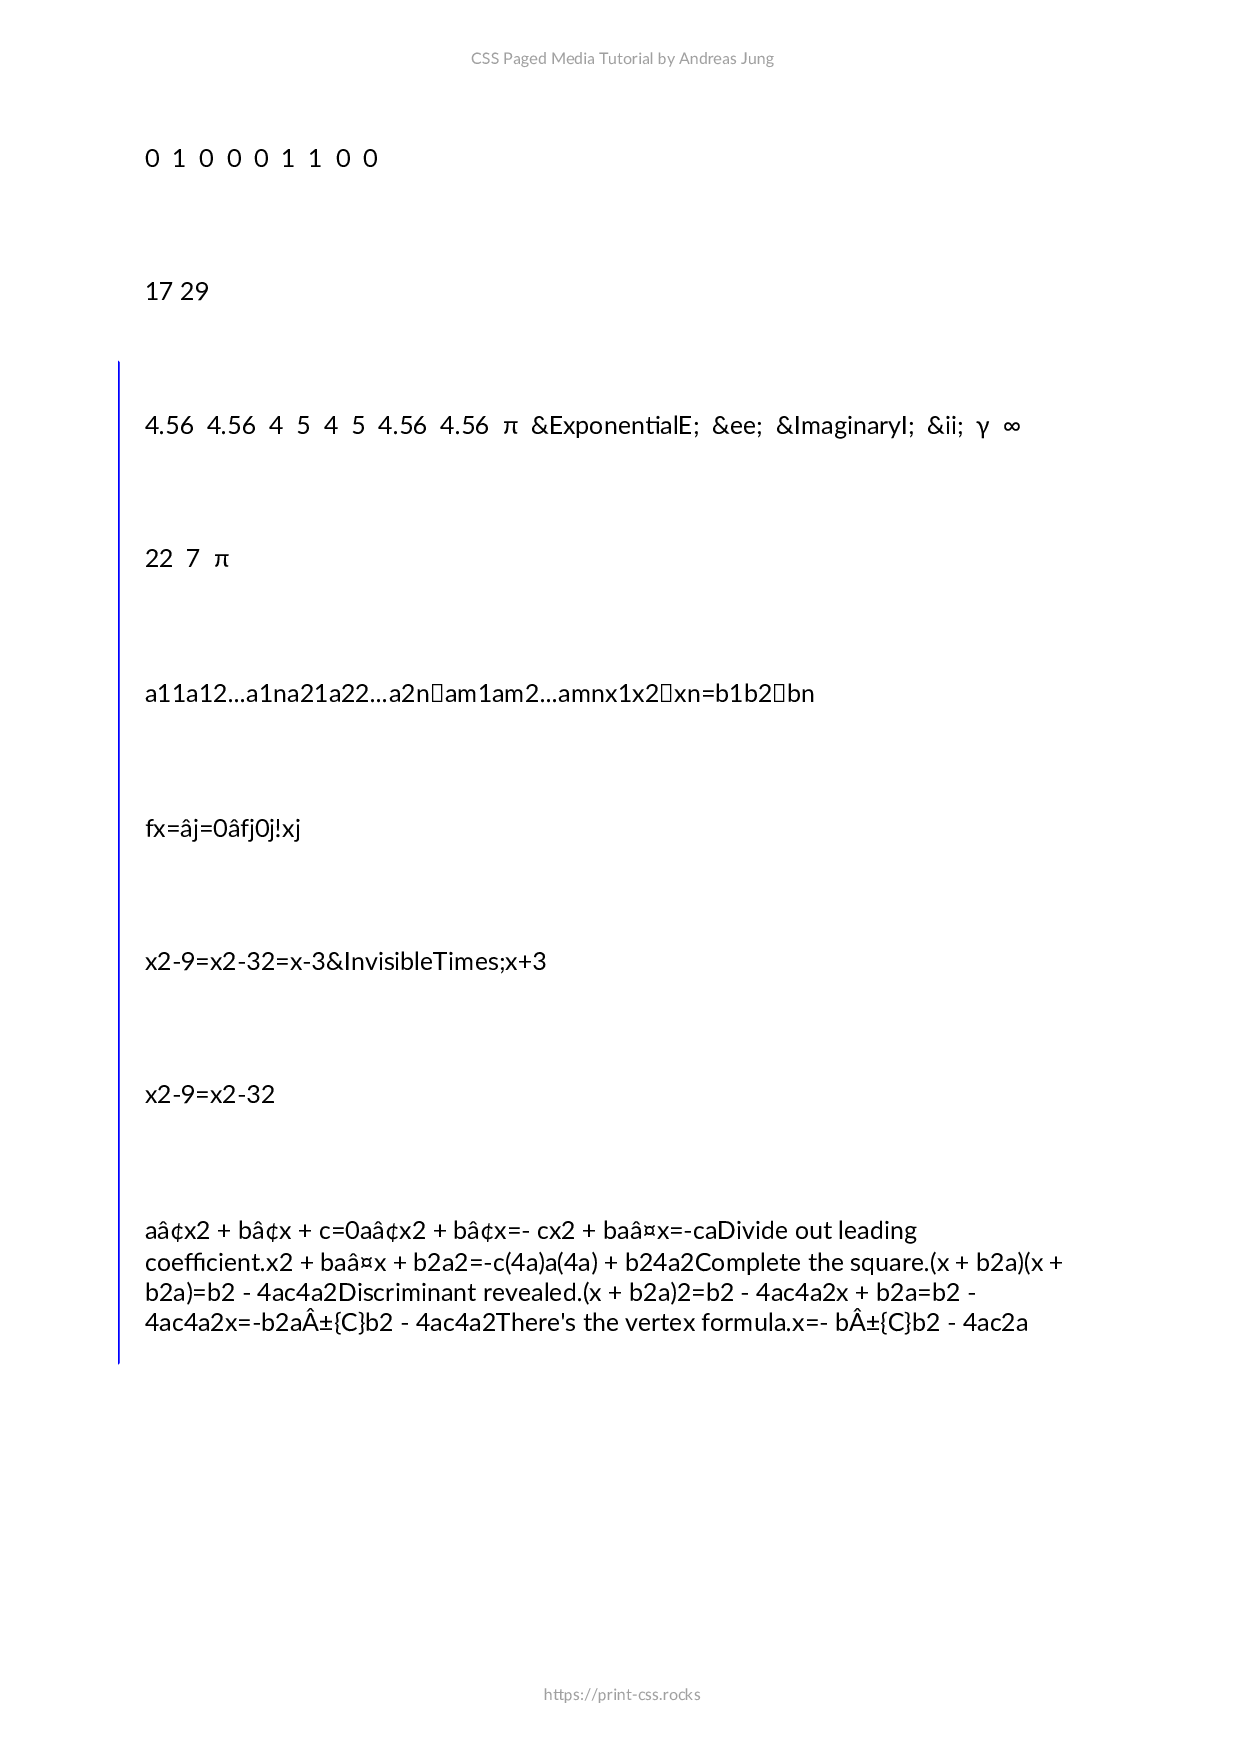 CSS Paged Media Tutorial by Andreas Jung
0 1 0 0 0 1 1 0 0
17 29
4.56 4.56 4 5 4 5 4.56 4.56 π &ExponentialE; &ee; &ImaginaryI; &ii; γ ∞
22 7 π
a11a12...a1na21a22...a2n▯am1am2...amnx1x2▯xn=b1b2▯bn
fx=âj=0âfj0j!xj
x2-9=x2-32=x-3&InvisibleTimes;x+3
x2-9=x2-32
aâ¢x2 + bâ¢x + c=0aâ¢x2 + bâ¢x=- cx2 + baâ¤x=-caDivide out leading
coefficient.x2 + baâ¤x + b2a2=-c(4a)a(4a) + b24a2Complete the square.(x + b2a)(x +
b2a)=b2 - 4ac4a2Discriminant revealed.(x + b2a)2=b2 - 4ac4a2x + b2a=b2 -
4ac4a2x=-b2aÂ±{C}b2 - 4ac4a2There's the vertex formula.x=- bÂ±{C}b2 - 4ac2a
https://print-css.rocks